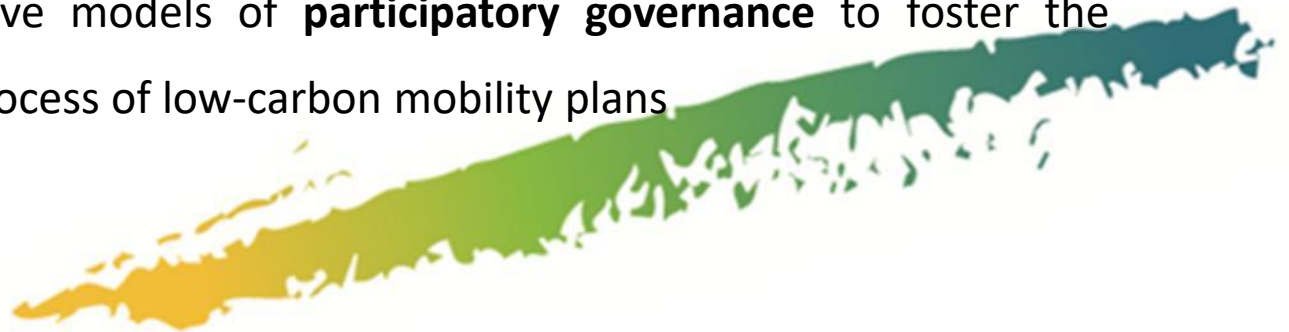 ve models of participatory governance to foster the
ocess of low-carbon mobility plans